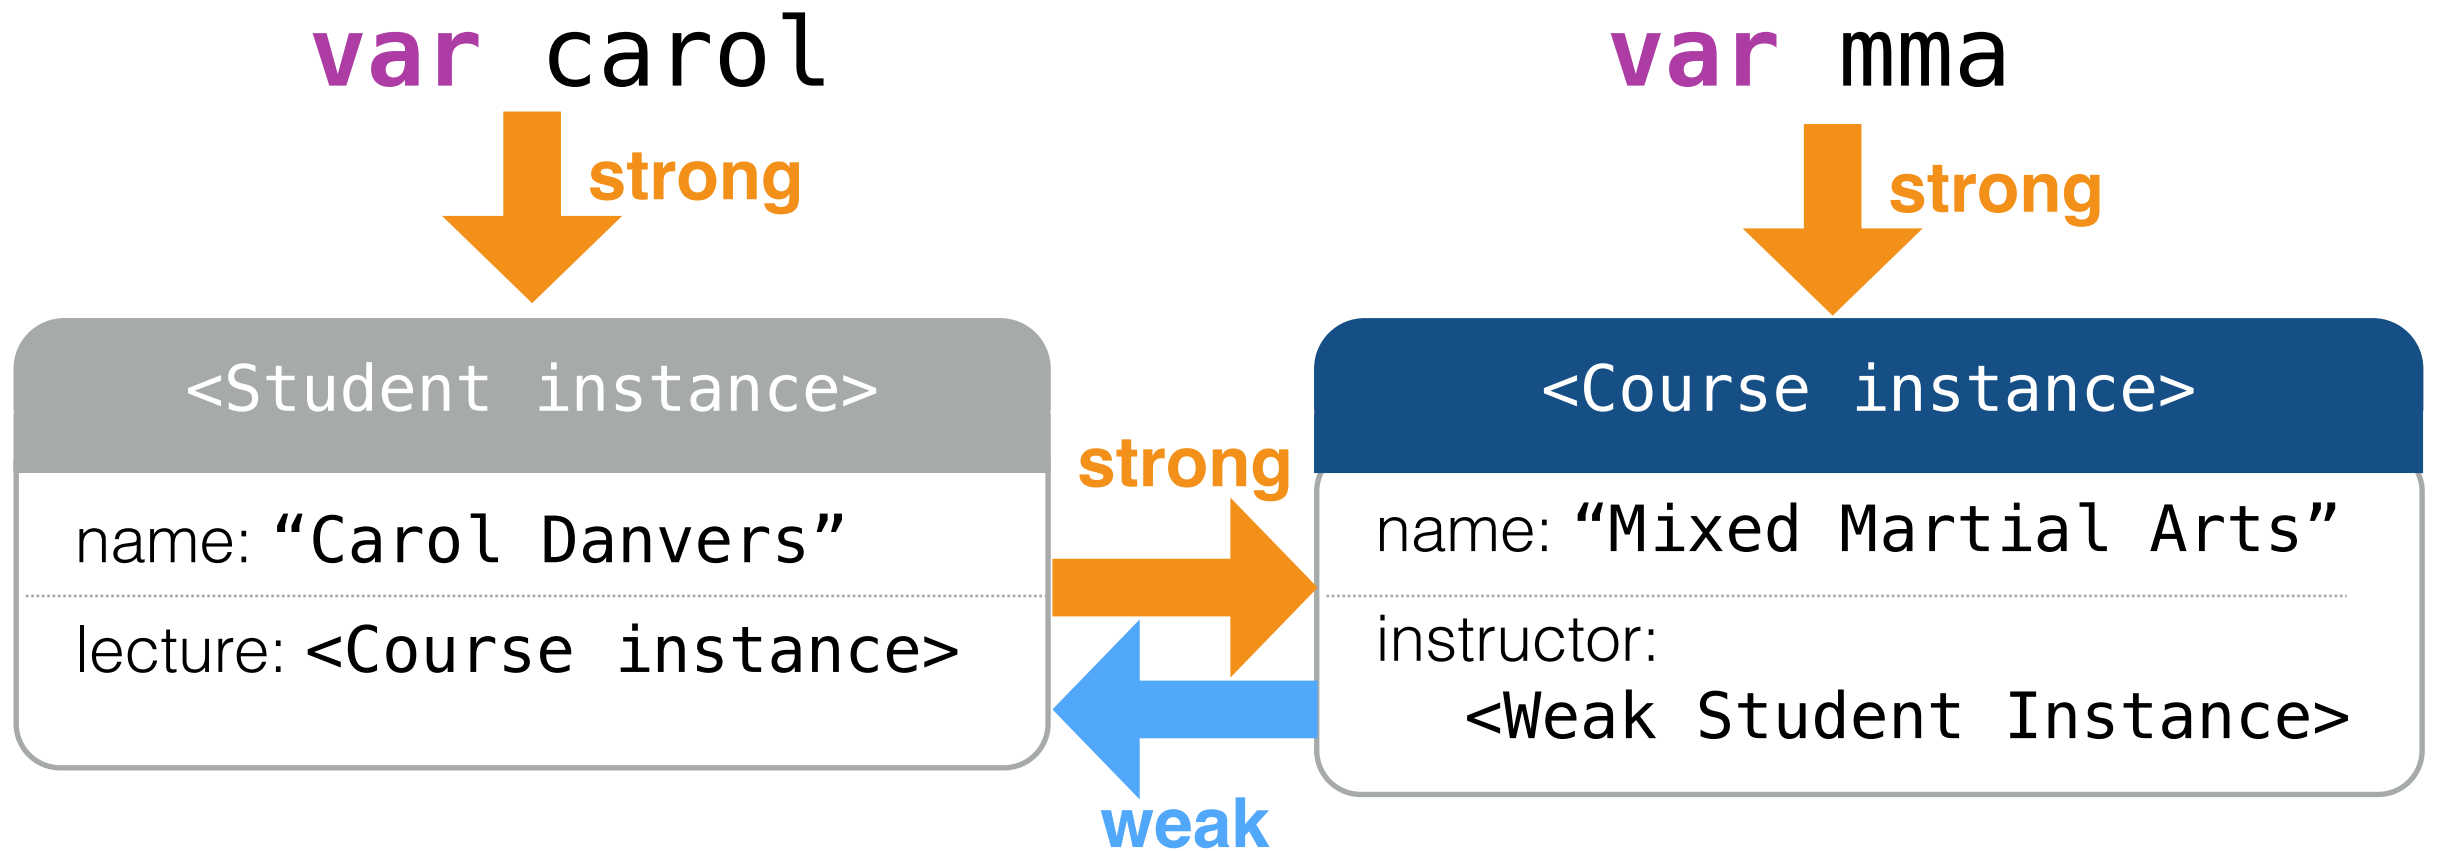 var carol
strong
<Student instance>
name: “Carol Danvers”
lecture: <Course instance>
strong
weak
var mma
strong
<Course instance>
name: “Mixed Martial Arts”
instructor:
<Weak Student Instance>